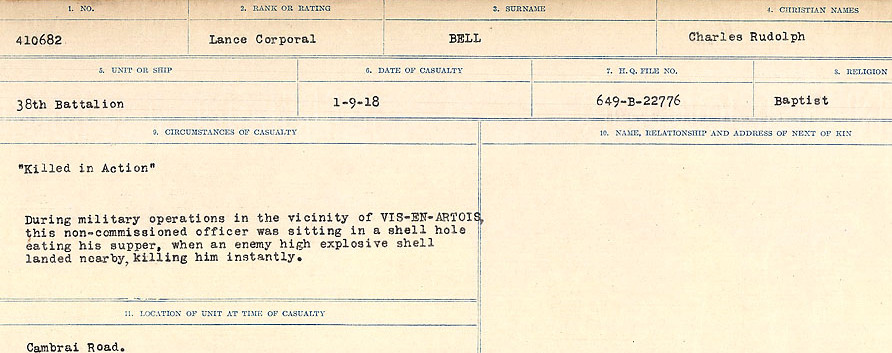 1. NO. 2. RANK OR RATING 3. SURNAME 4. CHRISTIAN NAMES
410682 Lance Corporal BELL Charles Rudolph
5. UNIT OR SHIP 6. DATE OF CASUALTY 7. H.Q. FILE NO. 8. RELIGION
38th Battalion 1-9-18 649-B-22776 Baptist
9. CIRCUMSTANCES OF CASUALTY 10. NAME, RELATIONSHIP AND ADDRESS OF NEXT OF KIN
"Killed in Action"
During military operations in the vicinity of VIS-EN-ARTOIS,
this non-commissioned officer was sitting in a shell hole
eating his supper, when an enemy high explosive shell
landed nearby, killing him instantly.
11. LOCATION OF UNIT AT TIME OF CASUALTY
Cambrai Road.